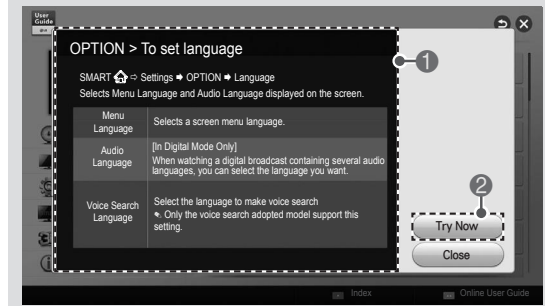 User
Guide
OPTION > To set language
SMART ⇨ Settings ➡ OPTION ➡ Language
Selects Menu Language and Audio Language displayed on the screen.
Menu
Language
Selects a screen menu language.
Audio
Language
[In Digital Mode Only]
When watching a digital broadcast containing several audio
languages, you can select the language you want.
Voice Search
Language
Select the language to make voice search
• Only the voice search adopted model support this
setting.
1
2
Try Now
Close
Index
Online User Guide